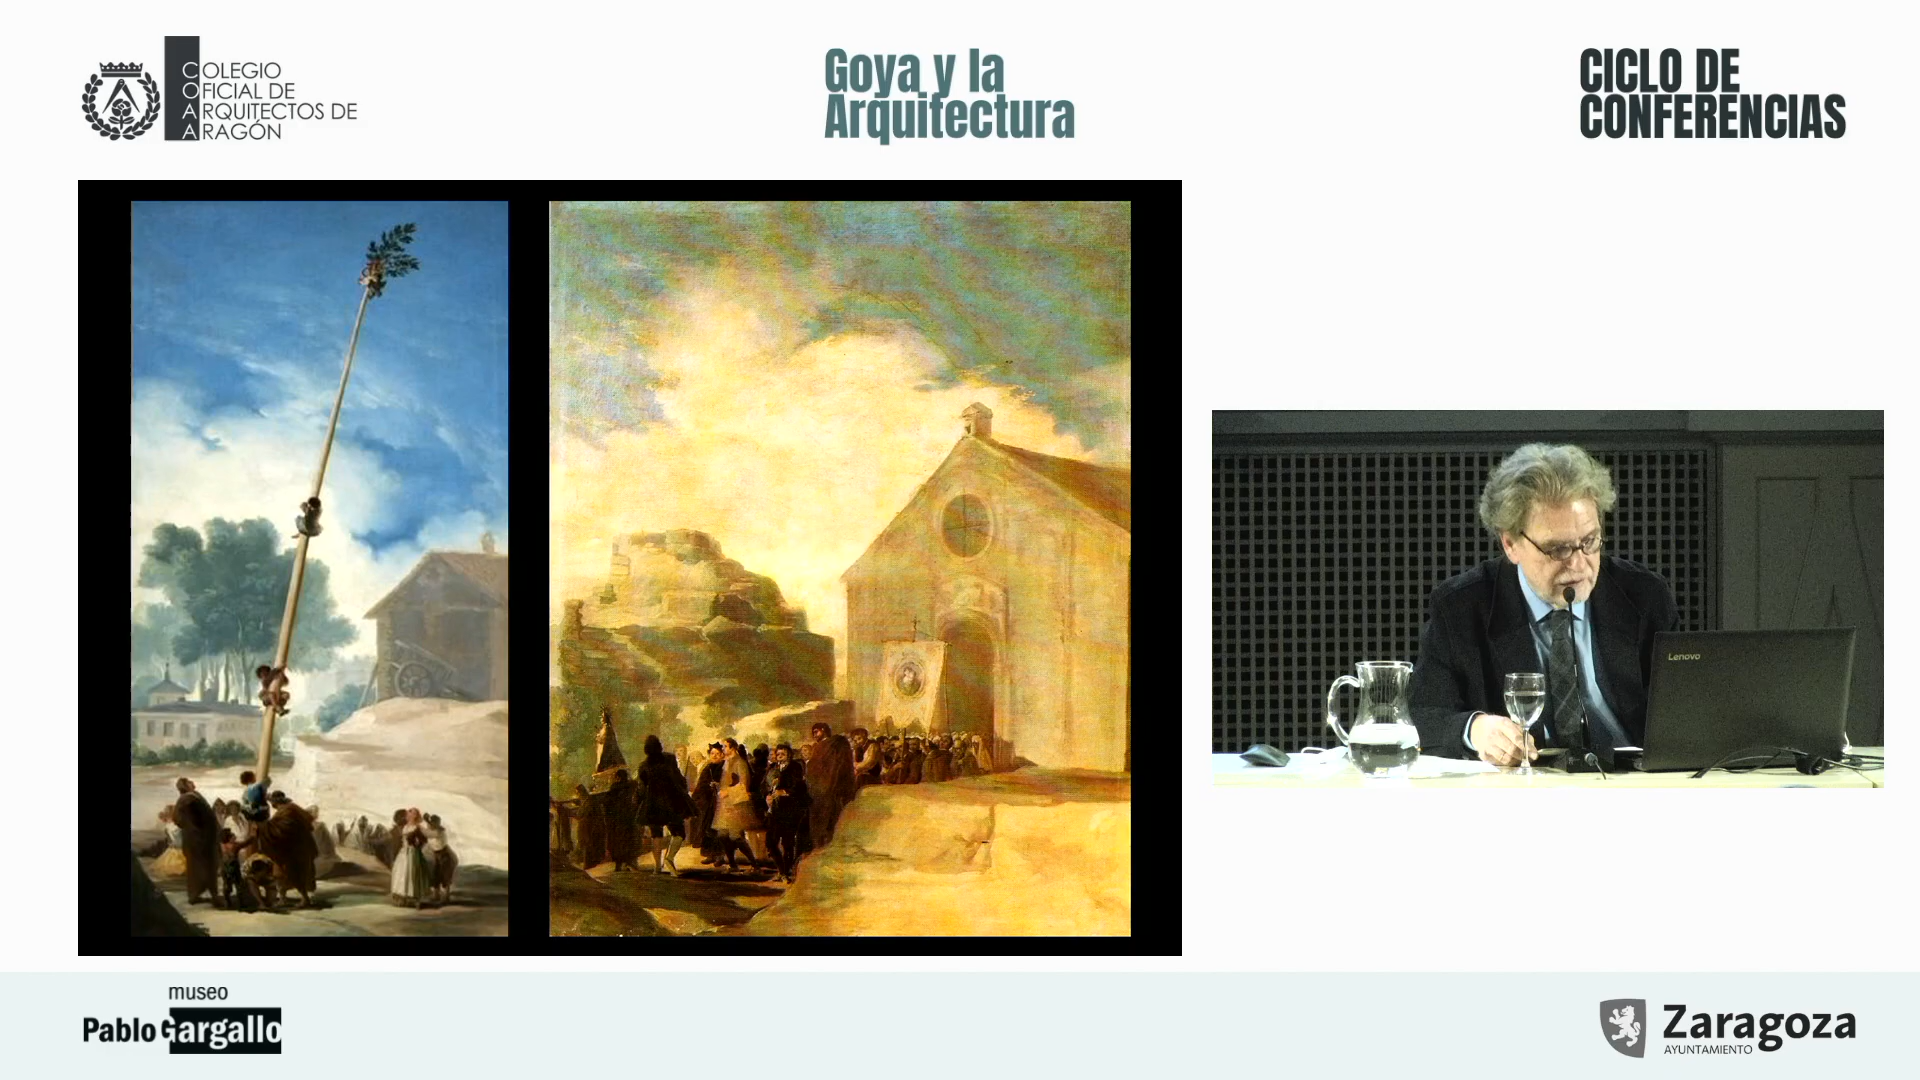 COLEGIO
OFICIAL DE
ARQUITECTOS DE
ARAGÓN
Goya y la
Arquitectura
CICLO DE
CONFERENCIAS
Lenovo
museo
Pablo Gargallo
Zaragoza
AYUNTAMIENTO